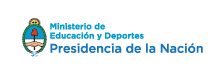 Ministerio de
Educación y Deportes
Presidencia de la Nación